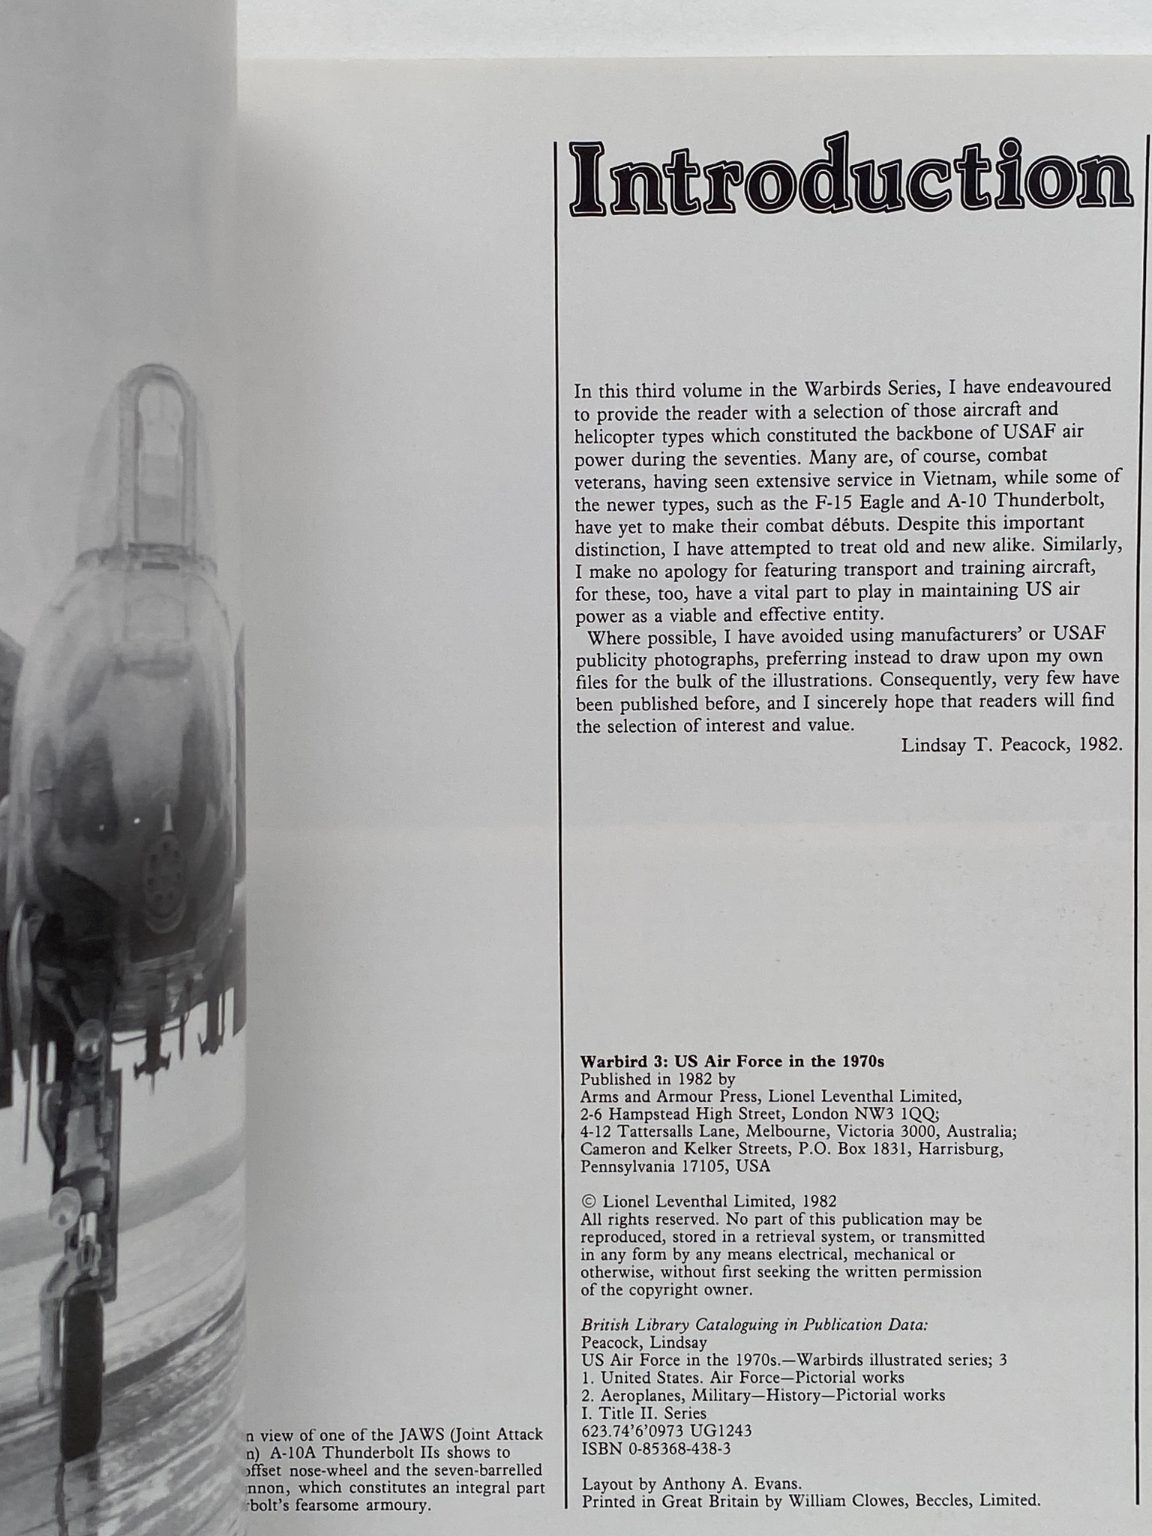 Introduction
In this third volume in the Warbirds Series, I have endeavoured
to provide the reader with a selection of those aircraft and
helicopter types which constituted the backbone of USAF air
power during the seventies. Many are, of course, combat
veterans, having seen extensive service in Vietnam, while some of
the newer types, such as the F-15 Eagle and A-10 Thunderbolt,
have yet to make their combat débuts. Despite this important
distinction, I have attempted to treat old and new alike. Similarly,
I make no apology for featuring transport and training aircraft,
for these, too, have a vital part to play in maintaining US air
power as a viable and effective entity.
Where possible, I have avoided using manufacturers' or USAF
publicity photographs, preferring instead to draw upon my own
files for the bulk of the illustrations. Consequently, very few have
been published before, and I sincerely hope that readers will find
the selection of interest and value.
Lindsay T. Peacock, 1982.
Warbird 3: US Air Force in the 1970s
Published in 1982 by
Arms and Armour Press, Lionel Leventhal Limited,
2-6 Hampstead High Street, London NW3 1QQ;
4-12 Tattersalls Lane, Melbourne, Victoria 3000, Australia;
Cameron and Kelker Streets, P.O. Box 1831, Harrisburg,
Pennsylvania 17105, USA
© Lionel Leventhal Limited, 1982
All rights reserved. No part of this publication may be
reproduced, stored in a retrieval system, or transmitted
in any form by any means electrical, mechanical or
otherwise, without first seeking the written permission
of the copyright owner.
British Library Cataloguing in Publication Data:
Peacock, Lindsay
US Air Force in the 1970s.—Warbirds illustrated series; 3
1. United States. Air Force—Pictorial works
2. Aeroplanes, Military—History—Pictorial works
I. Title II. Series
623.74'6'0973 UG1243
ISBN 0-85368-438-3
Layout by Anthony A. Evans.
Printed in Great Britain by William Clowes, Beccles, Limited.
n view of one of the JAWS (Joint Attack
n) A-10A Thunderbolt IIs shows to
offset nose-wheel and the seven-barrelled
nnon, which constitutes an integral part
bolt's fearsome armoury.